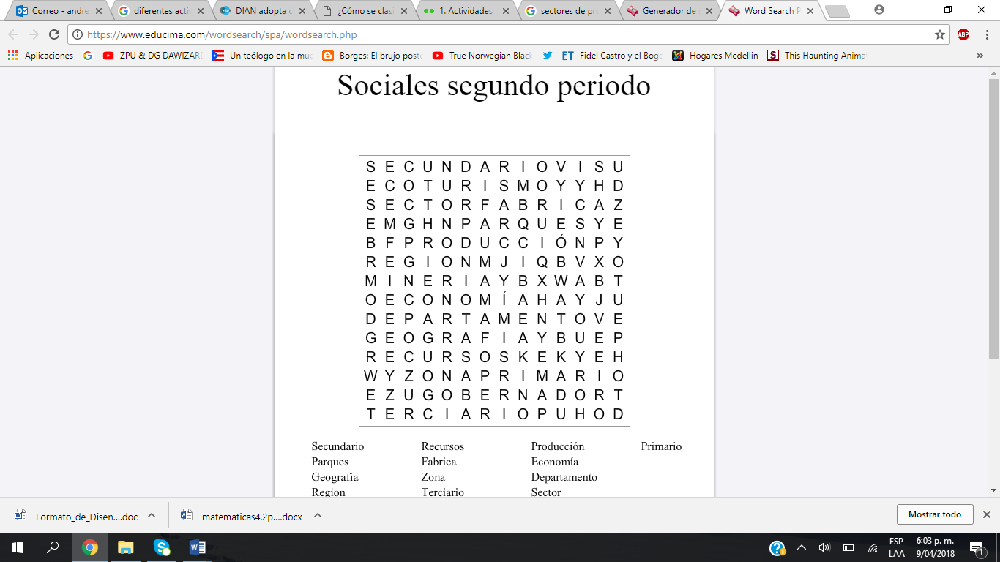 Correo - andre
diferentes activ
DIAN adopta c
¿Cómo se clas
1. Actividades
sectores de pr
Generador de
Word Search P
https://www.educima.com/wordsearch/spa/wordsearch.php
ABP
Aplicaciones
ZPU & DG DAWIZARD
Un teólogo en la mue
Borges: El brujo poste
True Norwegian Black
ET Fidel Castro y el Bogo
Hogares Medellin
This Haunting Animat
Sociales segundo periodo
S E C U N D A R I O V I S U
E C O T U R I S M O Y Y H D
S E C T O R F A B R I C A Z
E M G H N P A R Q U E S Y E
B F P R O D U C C I Ó N P Y
R E G I O N M J I Q B V X O
M I N E R I A Y B X W A B T
O E C O N O M Í A H A Y J U
D E P A R T A M E N T O V E
G E O G R A F I A Y B U E P
R E C U R S O S K E K Y E H
W Y Z O N A P R I M A R I O
E Z U G O B E R N A D O R T
T E R C I A R I O P U H O D
Secundario Recursos Producción Primario
Parques Fabrica Economía
Geografia Zona Departamento
Region Terciario Sector
Formato_de_Disen....doc
matematicas4.2p....docx
Mostrar todo
ESP 6:03 p. m.
LAA 9/04/2018
1